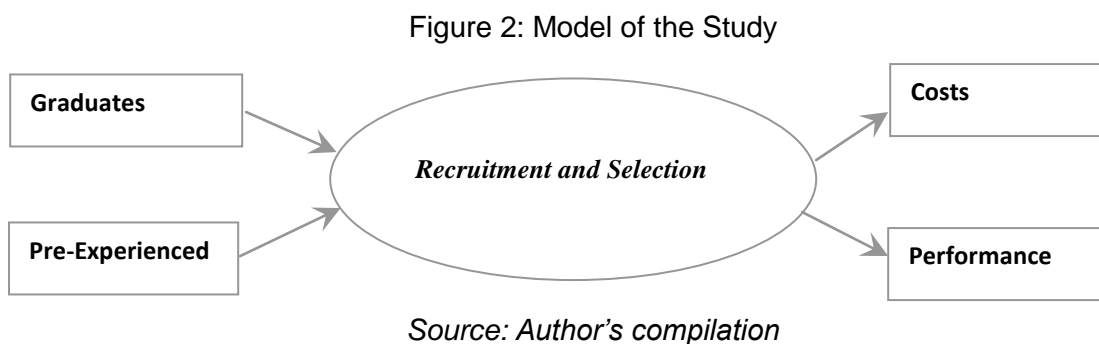 Figure 2: Model of the Study
Graduates
Costs
Recruitment and Selection
Pre-Experienced
Performance
Source: Author’s compilation